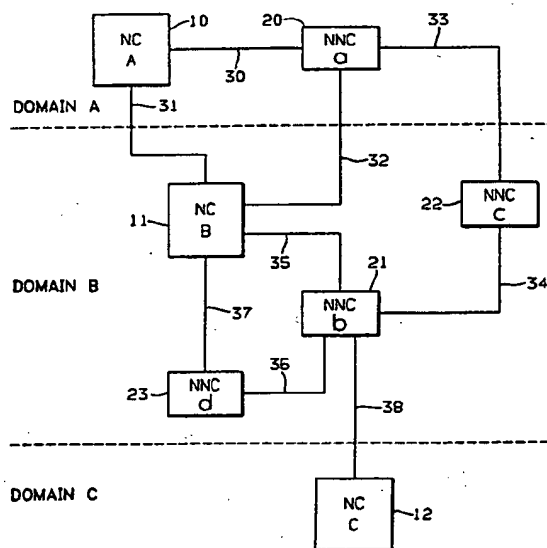 10
20
33
NC
A
NNC
a
30
31
DOMAIN A
32
NC
B
11
22
NNC
C
35
21
34
DOMAIN B
NNC
b
37
36
23
NNC
d
38
DOMAIN C
NC
C
12